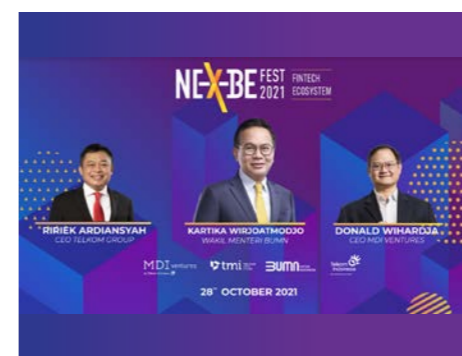 NEXBE FEST 2021 FINTECH ECOSYSTEM
RIRIEK ARDIANSYAH
CEO TELKOM GROUP
KARTIKA WIRJOATMODJO
WAKIL MENTERI BUMN
DONALD WIHARDJA
CEO MDI VENTURES
MDI ventures
tmi
BUMN
Telkom Indonesia
28TH OCTOBER 2021